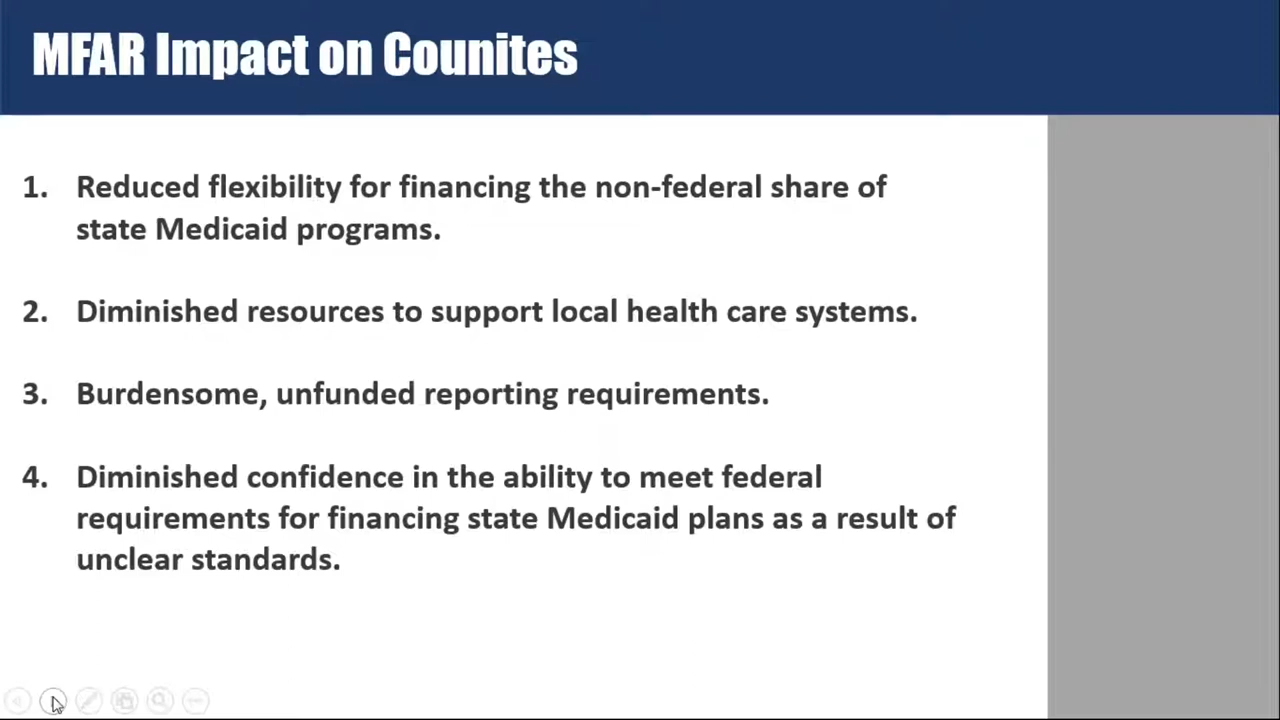 MFAR Impact on Counites
1. Reduced flexibility for financing the non-federal share of
state Medicaid programs.
2. Diminished resources to support local health care systems.
3. Burdensome, unfunded reporting requirements.
4. Diminished confidence in the ability to meet federal
requirements for financing state Medicaid plans as a result of
unclear standards.